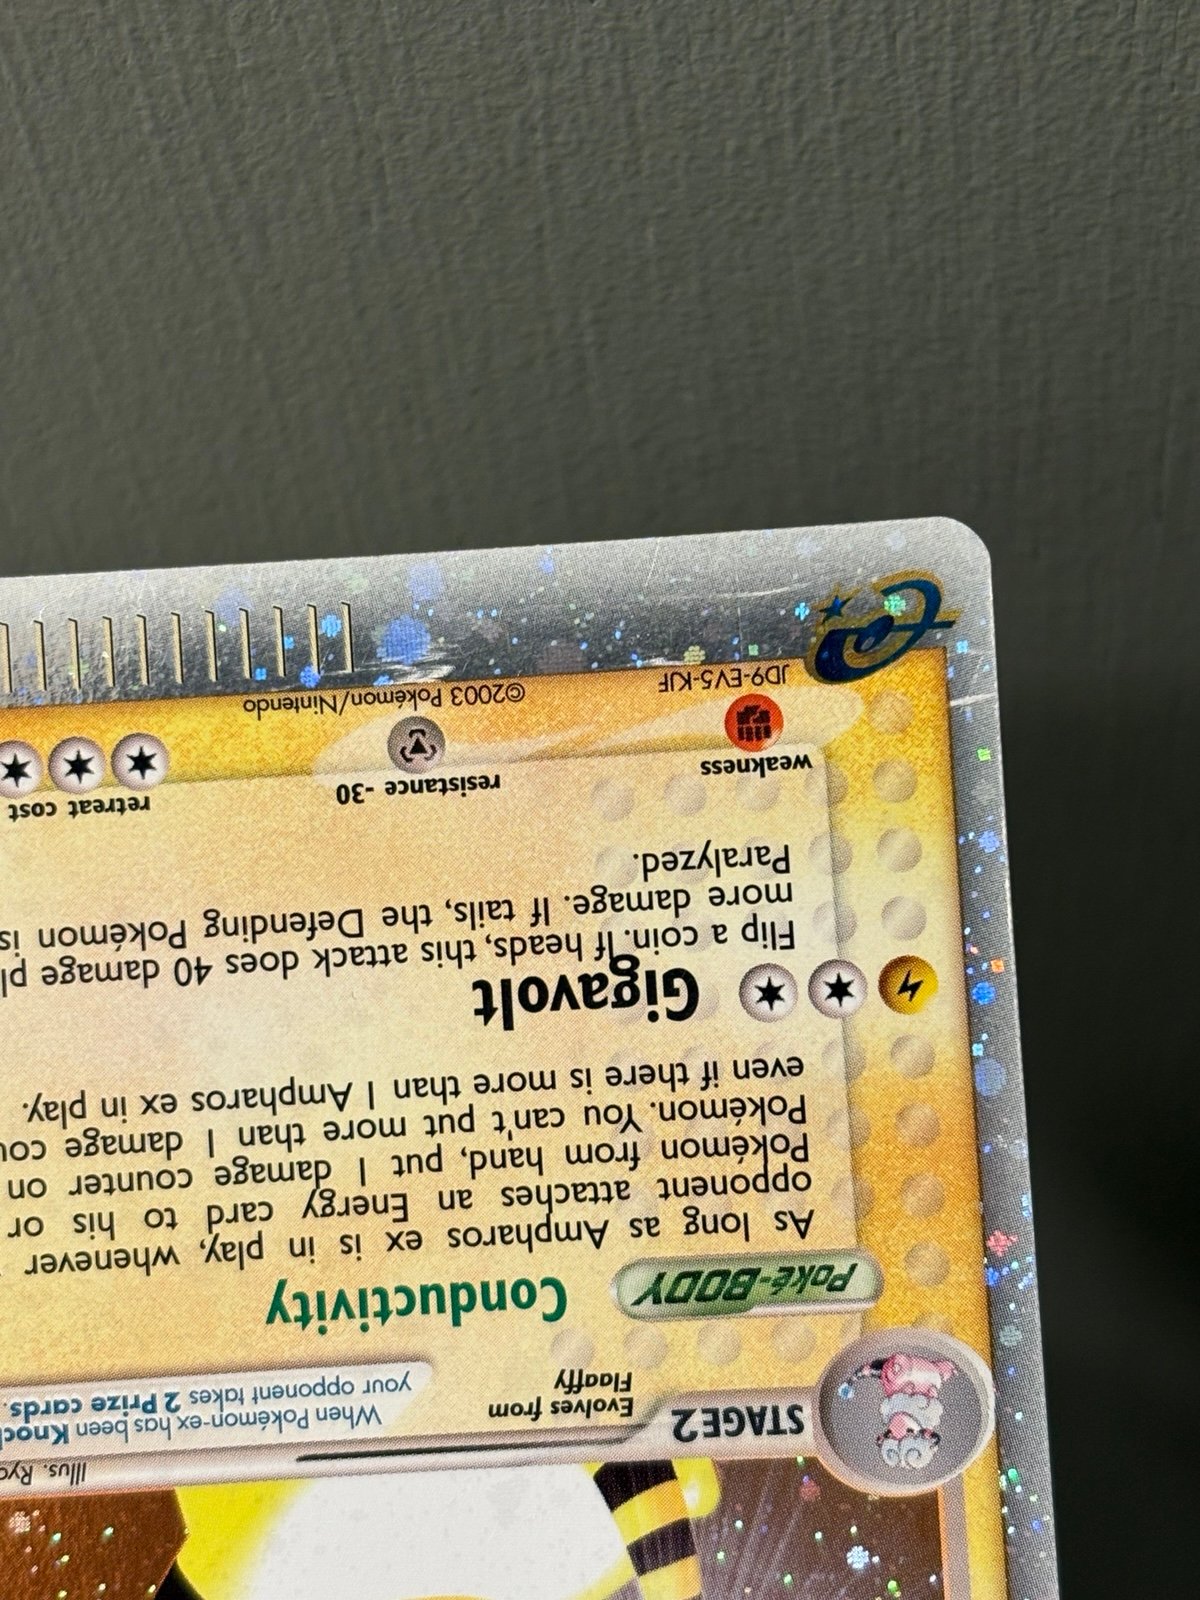 Illus. Ryo
STAGE2
Evolves from
Flaaffy
When Pokémon-ex has been Knoc
your opponent takes 2 Prize cards.
Poké-BODY Conductivity
As long as Ampharos ex is in play, whenever
opponent attaches an Energy card to his or
Pokémon from hand, put 1 damage counter on
Pokémon. You can't put more than 1 damage cou
even if there is more than 1 Ampharos ex in play.
Gigavolt
Flip a coin. If heads, this attack does 40 damage pl
more damage. If tails, the Defending Pokémon is
Paralyzed.
weakness resistance -30 retreat cost
JD9-EV5-KJF ©2003 Pokémon/Nintendo
e